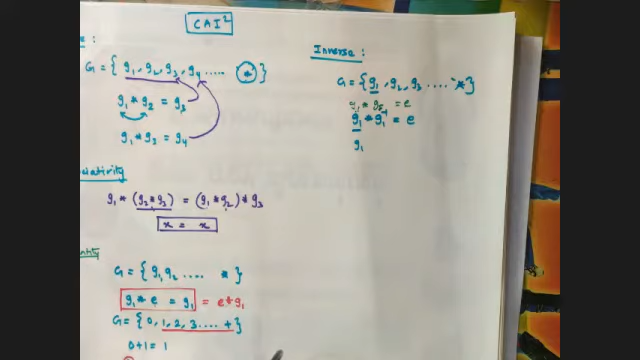 CAI²
G = { g₁, g₂, g₃, g₄ ..... * }
g₁ * g₂ = g₃
g₁ * g₃ = g₄
g₁ * (g₂ * g₃) = (g₁ * g₂) * g₃
x = x
G = { g₁, g₂ .... * }
g₁ * e = g₁ = e * g₁
G = { 0, 1, 2, 3 .... + }
0+1 = 1
Inverse :
G = { g₁, g₂, g₃ .... * }
g₁ * g₅ = e
g₁ * g₁⁻¹ = e
g₁